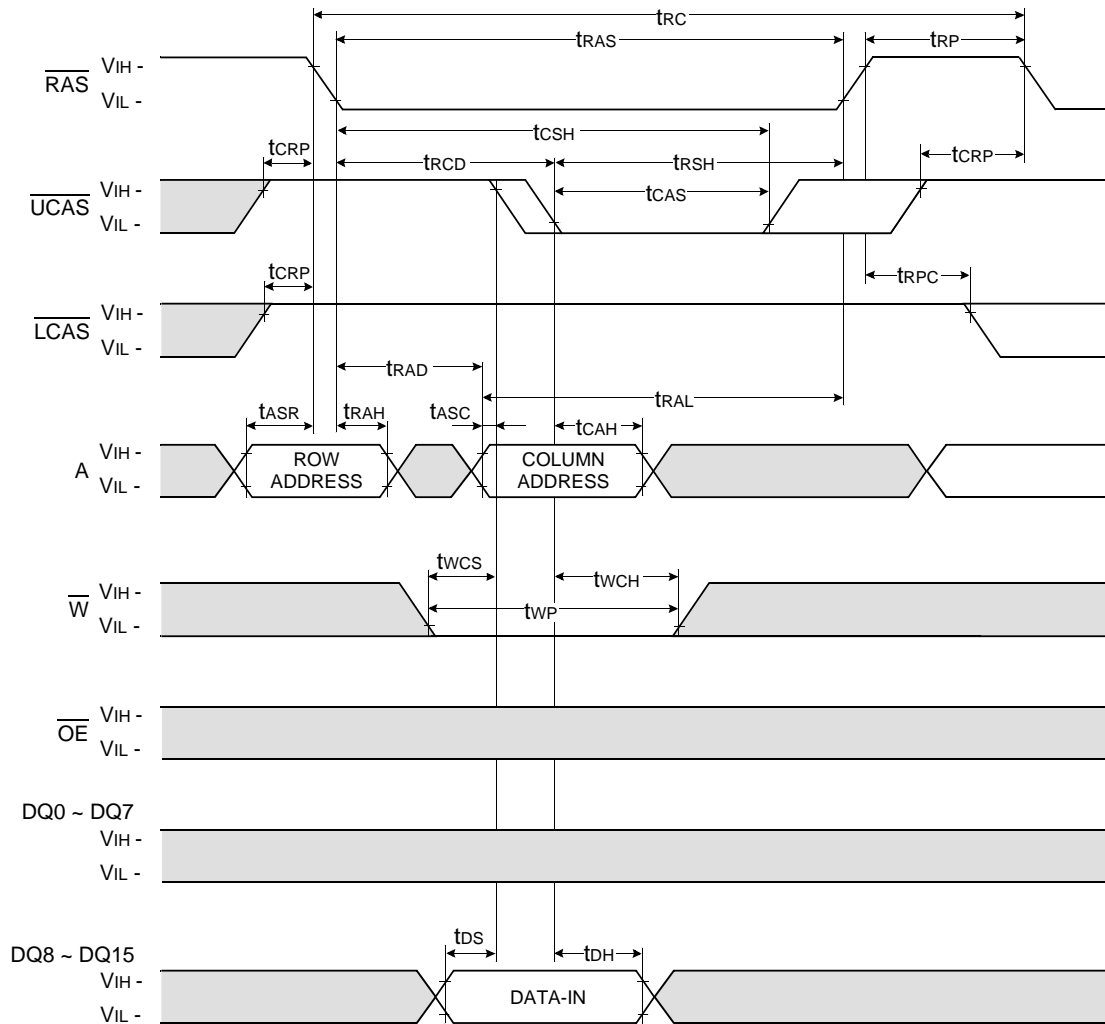 tRC
tRAS tRP
RAS VIH -
VIL -
tCSH
tCRP tRCD tRSH tCRP
UCAS VIH -
VIL -
tCAS
tCRP tRPC
LCAS VIH -
VIL -
tRAD
tRAL
tASR tRAH tASC tCAH
A VIH -
VIL -
ROW
ADDRESS
COLUMN
ADDRESS
tWCS tWCH
W VIH -
VIL -
tWP
OE VIH -
VIL -
DQ0 ~ DQ7
VIH -
VIL -
tDS tDH
DQ8 ~ DQ15
VIH -
VIL -
DATA-IN